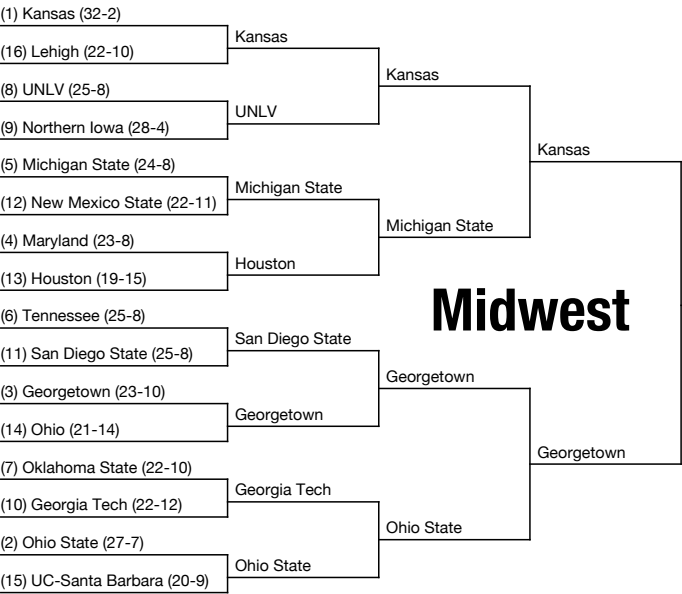 (1) Kansas (32-2)
(16) Lehigh (22-10)
(8) UNLV (25-8)
(9) Northern Iowa (28-4)
(5) Michigan State (24-8)
(12) New Mexico State (22-11)
(4) Maryland (23-8)
(13) Houston (19-15)
(6) Tennessee (25-8)
(11) San Diego State (25-8)
(3) Georgetown (23-10)
(14) Ohio (21-14)
(7) Oklahoma State (22-10)
(10) Georgia Tech (22-12)
(2) Ohio State (27-7)
(15) UC-Santa Barbara (20-9)
Kansas
UNLV
Michigan State
Houston
San Diego State
Georgetown
Georgia Tech
Ohio State
Kansas
Michigan State
Georgetown
Ohio State
Kansas
Georgetown
Midwest